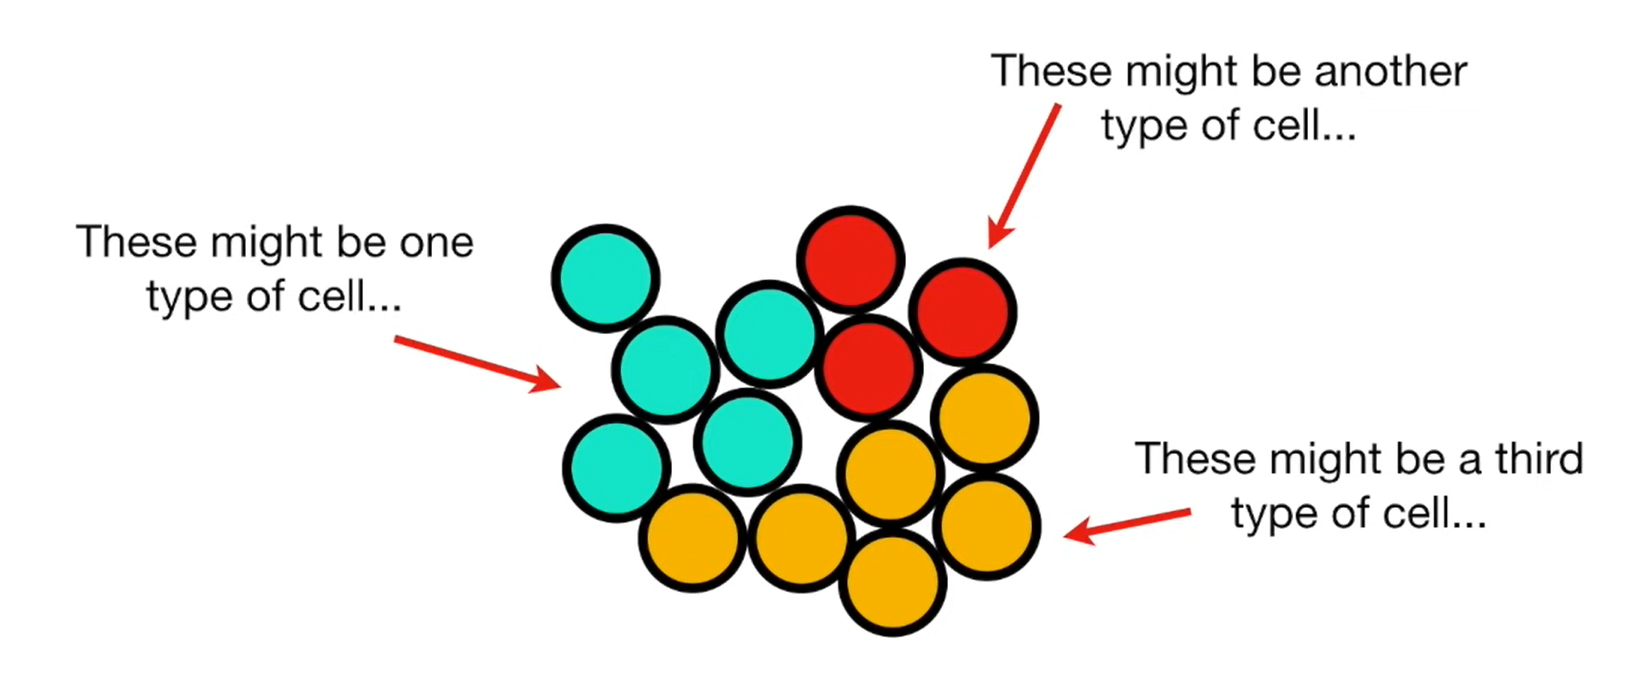 These might be another
type of cell...
These might be one
type of cell...
These might be a third
type of cell...